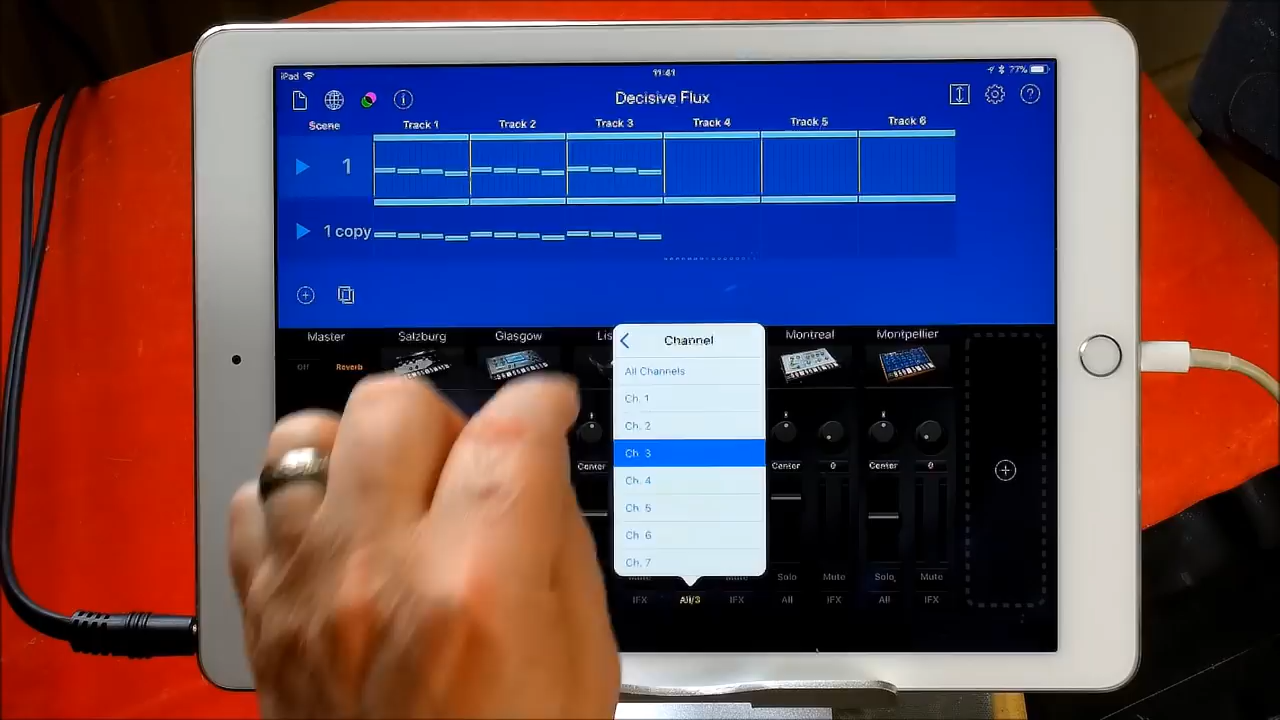 iPad
11:41
77%
Decisive Flux
Scene
Track 1
Track 2
Track 3
Track 4
Track 5
Track 6
1
1 copy
Master
Salzburg
Glasgow
Montreal
Montpellier
Off
Reverb
Channel
All Channels
Ch. 1
Ch. 2
Ch. 3
Ch. 4
Ch. 5
Ch. 6
Ch. 7
Center
Center
0
Center
0
Solo
Mute
Solo
Mute
IFX
All/3
IFX
All
IFX
All
IFX